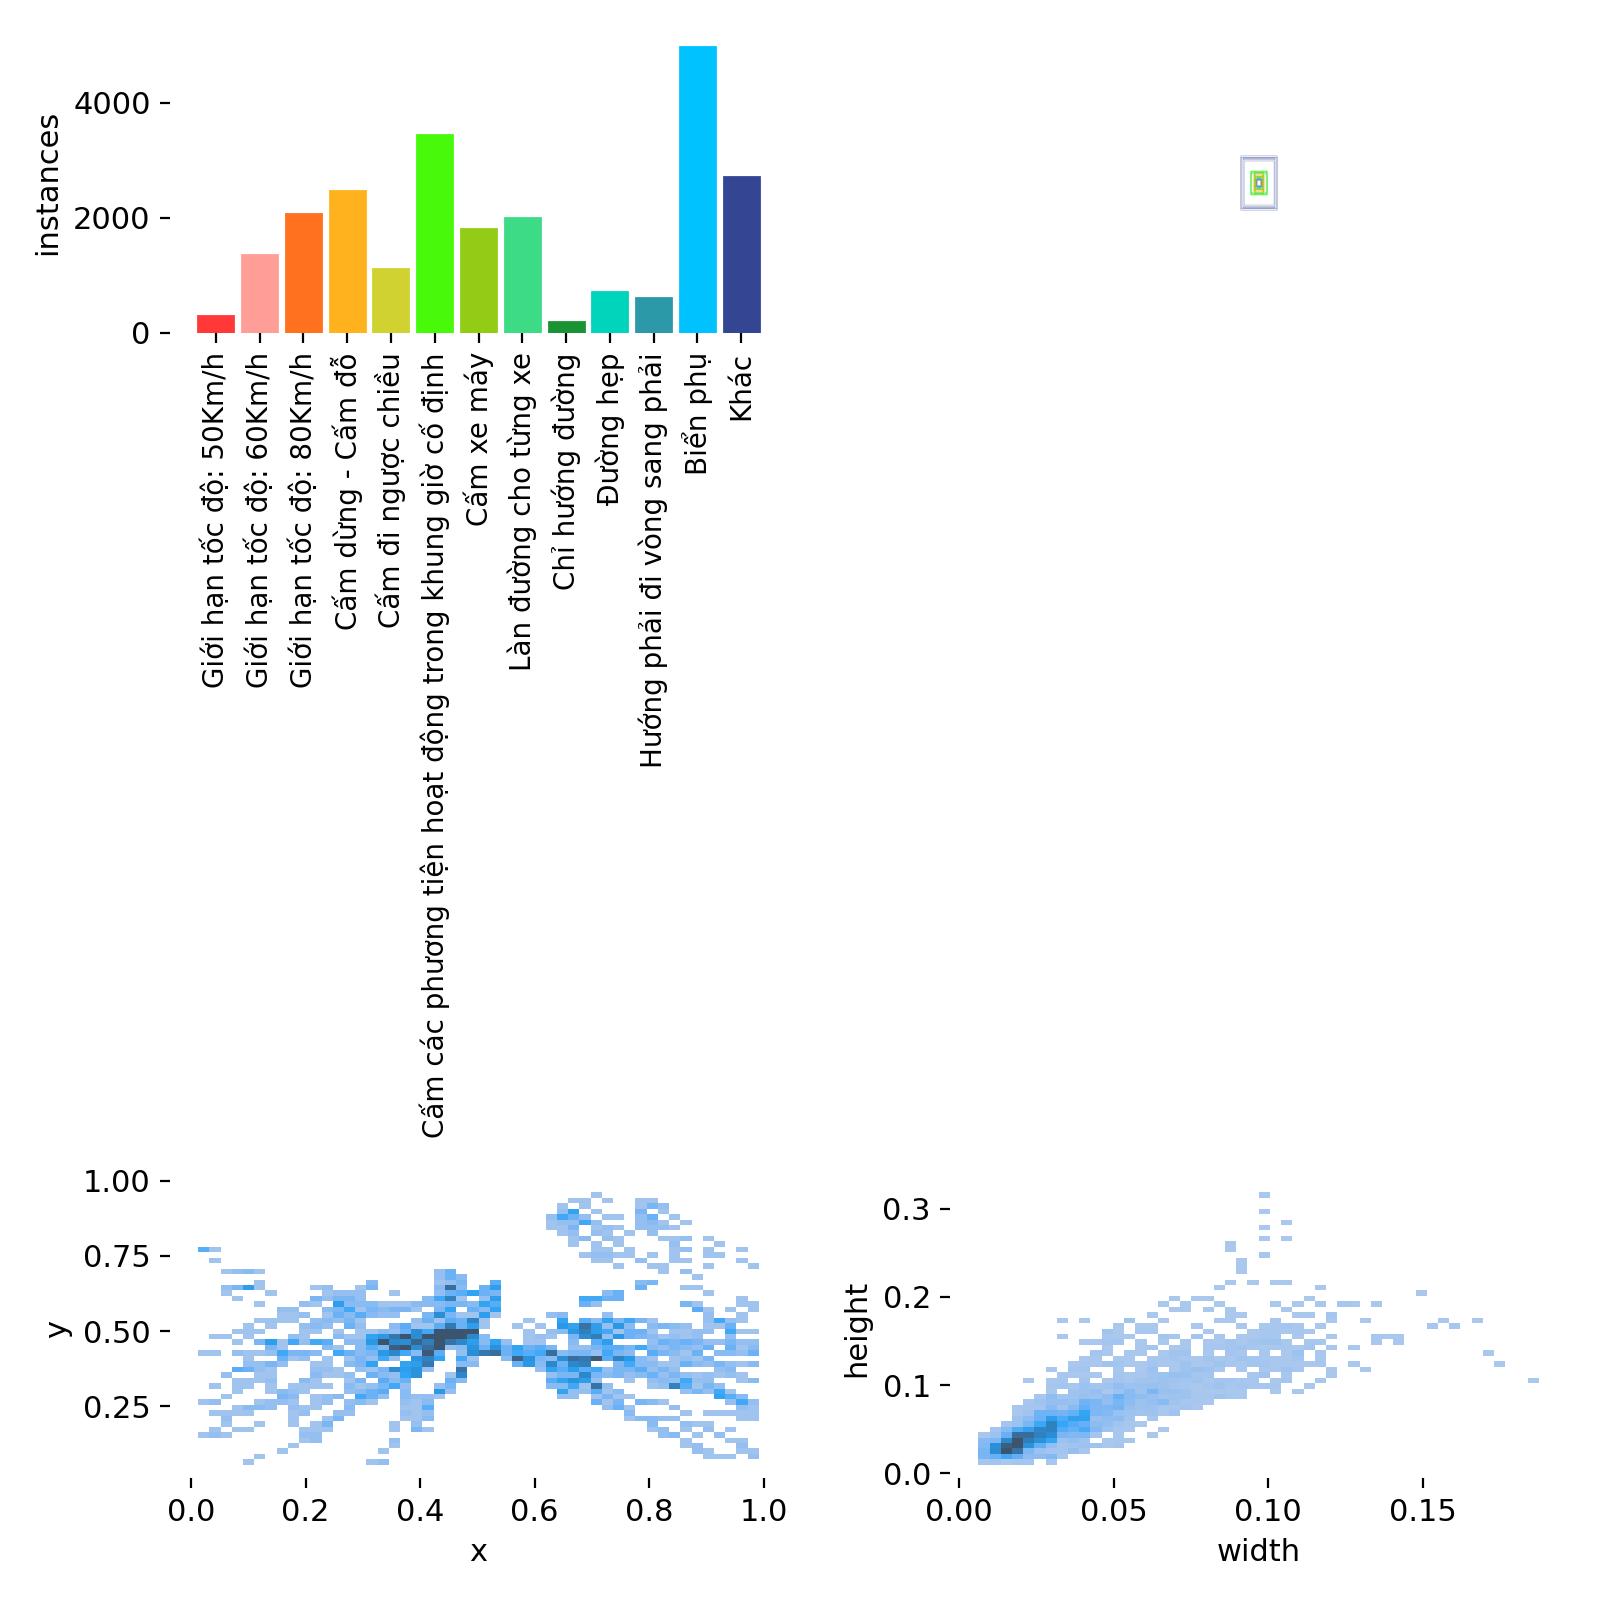 instances
4000
2000
0
Giới hạn tốc độ: 50Km/h
Giới hạn tốc độ: 60Km/h
Giới hạn tốc độ: 80Km/h
Cấm dừng - Cấm đỗ
Cấm đi ngược chiều
Cấm các phương tiện hoạt động trong khung giờ cố định
Cấm xe máy
Làn đường cho từng xe
Chỉ hướng đường
Đường hẹp
Hướng phải đi vòng sang phải
Biển phụ
Khác
y
1.00
0.75
0.50
0.25
0.0 0.2 0.4 0.6 0.8 1.0
x
height
0.3
0.2
0.1
0.0
0.00 0.05 0.10 0.15
width